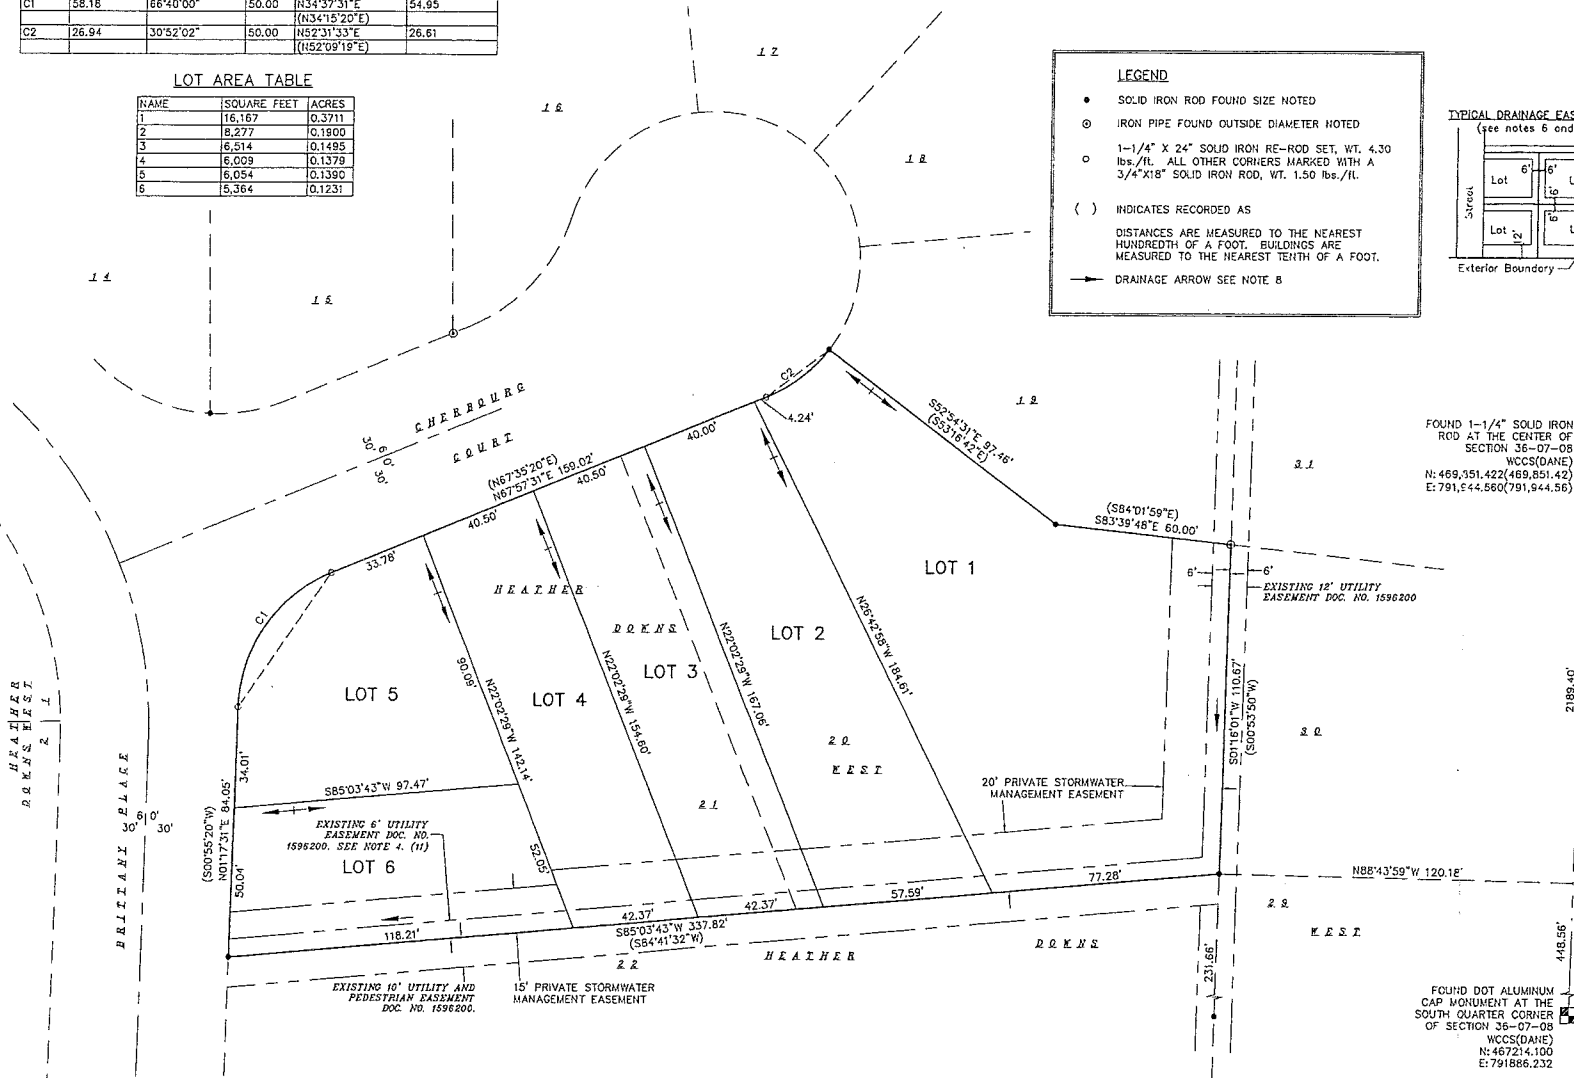 C1 58.18 66°40'00" 50.00 N34°37'31"E 54.95
(N34°15'20"E)
C2 26.94 30°52'02" 50.00 N52°31'33"E 26.61
(N52°09'19"E)
LOT AREA TABLE
NAME SQUARE FEET ACRES
1 16,167 0.3711
2 8,277 0.1900
3 6,514 0.1495
4 6,009 0.1379
5 6,054 0.1390
6 5,364 0.1231
LEGEND
SOLID IRON ROD FOUND SIZE NOTED
IRON PIPE FOUND OUTSIDE DIAMETER NOTED
1-1/4" X 24" SOLID IRON RE-ROD SET, WT. 4.30
lbs./ft. ALL OTHER CORNERS MARKED WITH A
3/4"X18" SOLID IRON ROD, WT. 1.50 lbs./ft.
( ) INDICATES RECORDED AS
DISTANCES ARE MEASURED TO THE NEAREST
HUNDREDTH OF A FOOT. BUILDINGS ARE
MEASURED TO THE NEAREST TENTH OF A FOOT.
DRAINAGE ARROW SEE NOTE 8
TYPICAL DRAINAGE EAS
(see notes 6 and
Street
Lot 6' 6' L
6' 6'
Lot 12' L
Exterior Boundary
17
16
18
14
15
19
31
CHERBOURG
COURT
30' 60' 30'
C2
4.24'
40.00'
(N67°35'20"E)
N67°57'31"E 159.02'
40.50'
40.50'
33.78'
C1
S52°54'31"E 97.46'
(S53°16'42"E)
(S84°01'59"E)
S83°39'48"E 60.00'
6' 6'
EXISTING 12' UTILITY
EASEMENT DOC. NO. 1596200
FOUND 1-1/4" SOLID IRON
ROD AT THE CENTER OF
SECTION 36-07-08
WCCS(DANE)
N: 469,351.422(469,851.42)
E: 791,944.560(791,944.56)
HEATHER
DOWNS
LOT 1
LOT 2
LOT 3
LOT 4
LOT 5
LOT 6
N26°42'58"W 184.61'
N22°02'29"W 167.06'
N22°02'29"W 154.60'
N22°02'29"W 142.14'
90.09'
52.05'
20
WEST
21
S01°16'01"W 110.67'
(S00°53'50"W)
30
2189.40'
HEATHER
DOWNS WEST
2 1
BRITTANY PLACE
30' 60' 30'
34.01'
(S00°55'20"W)
N01°17'31"E 84.05'
50.04'
S85°03'43"W 97.47'
EXISTING 6' UTILITY
EASEMENT DOC. NO.
1596200. SEE NOTE 4. (11)
20' PRIVATE STORMWATER
MANAGEMENT EASEMENT
118.21'
42.37'
42.37'
57.59'
77.28'
S85°03'43"W 337.82'
(S84°41'32"W)
N88°43'59"W 120.18'
29
WEST
22
HEATHER
DOWNS
EXISTING 10' UTILITY AND
PEDESTRIAN EASEMENT
DOC. NO. 1596200.
15' PRIVATE STORMWATER
MANAGEMENT EASEMENT
231.66'
448.56'
FOUND DOT ALUMINUM
CAP MONUMENT AT THE
SOUTH QUARTER CORNER
OF SECTION 36-07-08
WCCS(DANE)
N: 467214.100
E: 791886.232